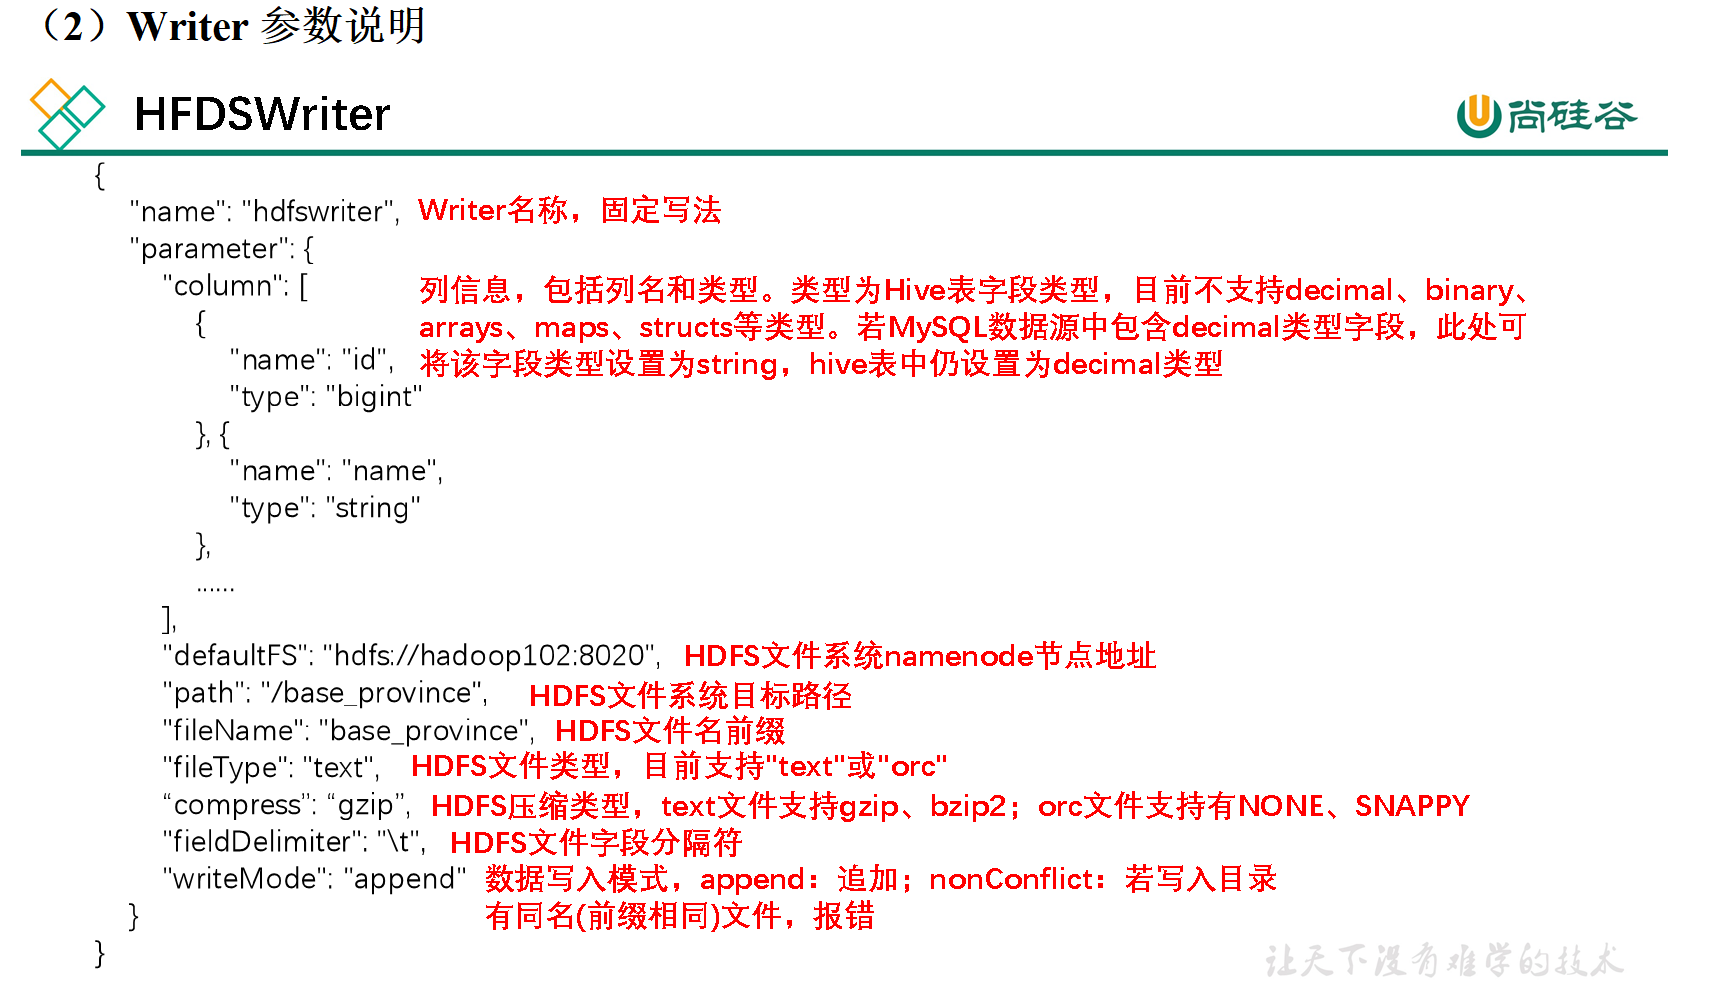 （2）Writer 参数说明
HFDSWriter
尚硅谷
{
"name": "hdfswriter", Writer名称，固定写法
"parameter": {
"column": [ 列信息，包括列名和类型。类型为Hive表字段类型，目前不支持decimal、binary、
{ arrays、maps、structs等类型。若MySQL数据源中包含decimal类型字段，此处可
"name": "id", 将该字段类型设置为string，hive表中仍设置为decimal类型
"type": "bigint"
}, {
"name": "name",
"type": "string"
},
......
],
"defaultFS": "hdfs://hadoop102:8020", HDFS文件系统namenode节点地址
"path": "/base_province", HDFS文件系统目标路径
"fileName": "base_province", HDFS文件名前缀
"fileType": "text", HDFS文件类型，目前支持"text"或"orc"
“compress”: “gzip”, HDFS压缩类型，text文件支持gzip、bzip2；orc文件支持有NONE、SNAPPY
"fieldDelimiter": "\t", HDFS文件字段分隔符
"writeMode": "append" 数据写入模式，append：追加；nonConflict：若写入目录
} 有同名(前缀相同)文件，报错
}
让天下没有难学的技术